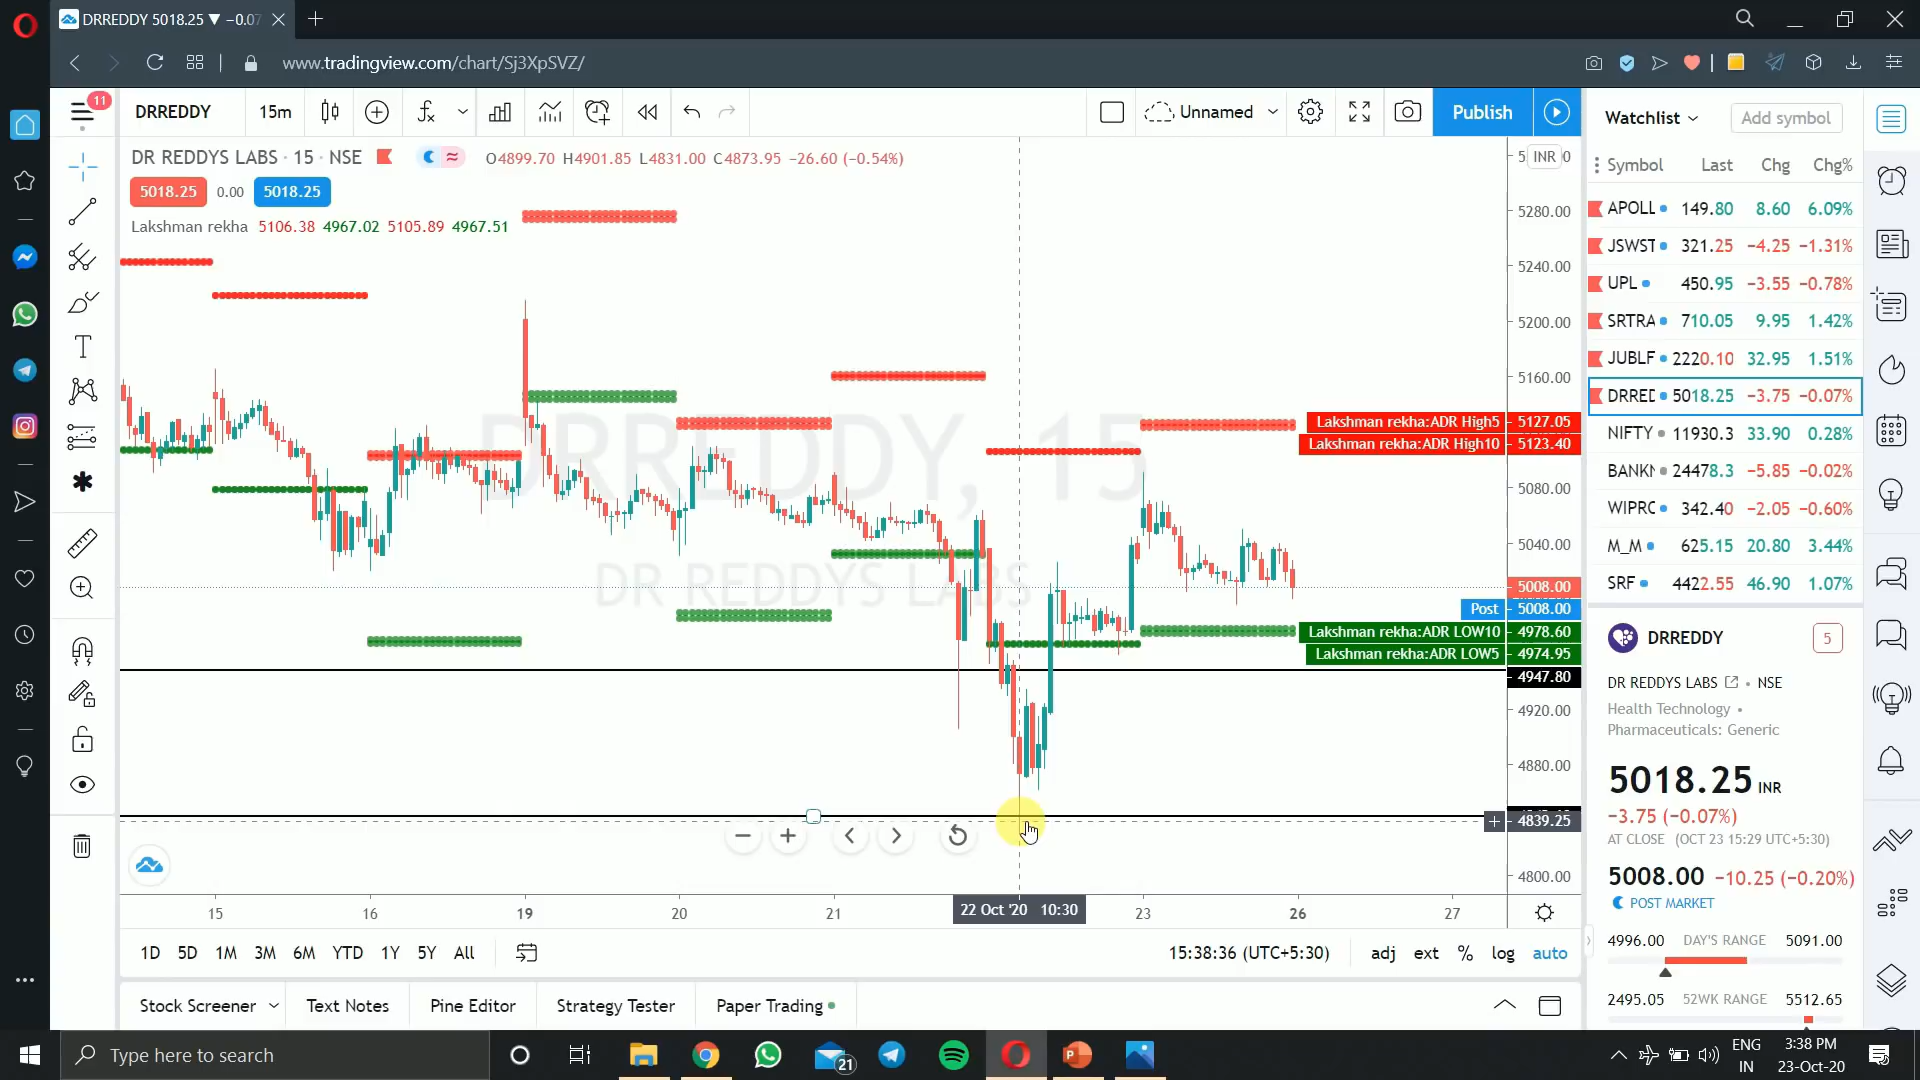 DRREDDY 5018.25 ▼ −0.07
www.tradingview.com/chart/Sj3XpSVZ/
11
DRREDDY 15m
Unnamed
Publish
DR REDDYS LABS · 15 · NSE
O4899.70 H4901.85 L4831.00 C4873.95 −26.60 (−0.54%)
5018.25 0.00 5018.25
Lakshman rekha 5106.38 4967.02 5105.89 4967.51
DRREDDY, 15
DR REDDYS LABS
INR
5280.00
5240.00
5200.00
5160.00
Lakshman rekha:ADR High5 5127.05
Lakshman rekha:ADR High10 5123.40
5080.00
5040.00
5008.00
Post 5008.00
Lakshman rekha:ADR LOW10 4978.60
Lakshman rekha:ADR LOW5 4974.95
4947.80
4920.00
4880.00
4839.25
4800.00
15 16 19 20 21 22 Oct '20 10:30 23 26 27
1D 5D 1M 3M 6M YTD 1Y 5Y All
15:38:36 (UTC+5:30) adj ext % log auto
Stock Screener Text Notes Pine Editor Strategy Tester Paper Trading
Watchlist Add symbol
Symbol Last Chg Chg%
APOLL 149.80 8.60 6.09%
JSWST 321.25 −4.25 −1.31%
UPL 450.95 −3.55 −0.78%
SRTRA 710.05 9.95 1.42%
JUBLF 2220.10 32.95 1.51%
DRRED 5018.25 −3.75 −0.07%
NIFTY 11930.3 33.90 0.28%
BANKN 24478.3 −5.85 −0.02%
WIPRC 342.40 −2.05 −0.60%
M_M 625.15 20.80 3.44%
SRF 4422.55 46.90 1.07%
DRREDDY 5
DR REDDYS LABS • NSE
Health Technology •
Pharmaceuticals: Generic
5018.25 INR
−3.75 (−0.07%)
AT CLOSE (OCT 23 15:29 UTC+5:30)
5008.00 −10.25 (−0.20%)
POST MARKET
4996.00 DAY'S RANGE 5091.00
2495.05 52WK RANGE 5512.65
Type here to search
21
ENG
IN
3:38 PM
23-Oct-20